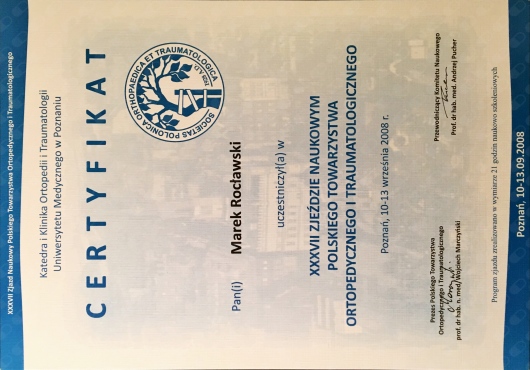 XXXVII Zjazd Naukowy Polskiego Towarzystwa Ortopedycznego i Traumatologicznego
Katedra i Klinika Ortopedii i Traumatologii
Uniwersytetu Medycznego w Poznaniu
CERTYFIKAT
SOCIETAS POLONA ORTHOPAEDICA ET TRAUMATOLOGICA
Pan(i) Marek Rocławski
uczestniczył(a) w
XXXVII ZJEŹDZIE NAUKOWYM
POLSKIEGO TOWARZYSTWA
ORTOPEDYCZNEGO I TRAUMATOLOGICZNEGO
Poznań, 10-13 września 2008 r.
Prezes Polskiego Towarzystwa
Ortopedycznego i Traumatologicznego
prof. dr hab. n. med. Wojciech Marczyński
Przewodniczący Komitetu Naukowego
Prof. dr hab. med. Andrzej Pucher
Program zjazdu zrealizowano w wymiarze 21 godzin naukowo szkoleniowych
Poznań, 10-13.09.2008